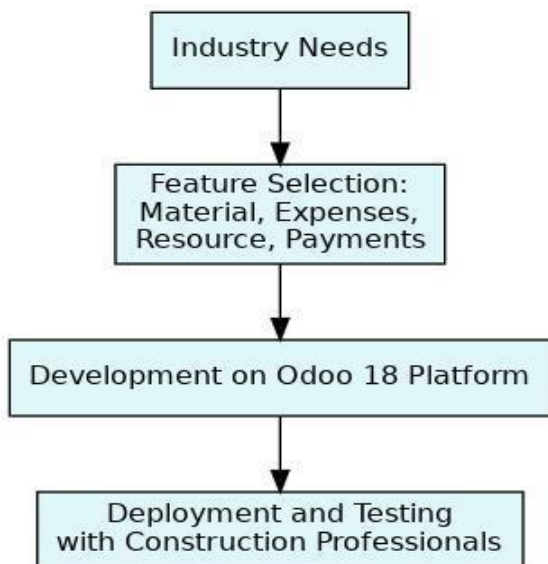 Industry Needs
Feature Selection:
Material, Expenses,
Resource, Payments
Development on Odoo 18 Platform
Deployment and Testing
with Construction Professionals